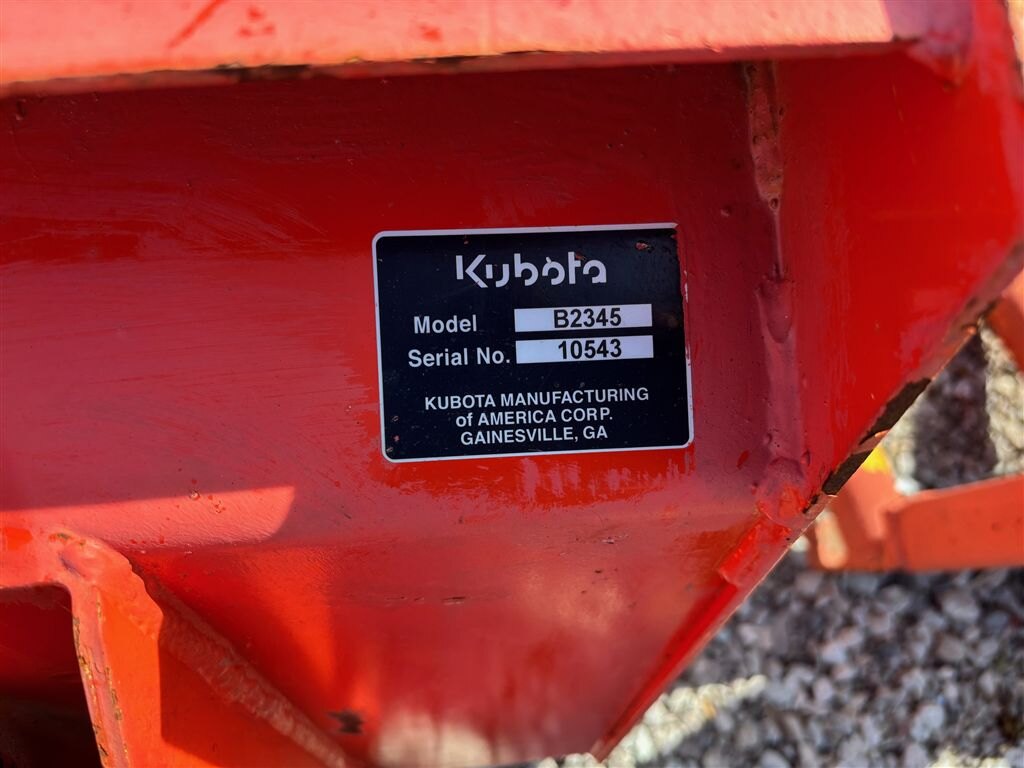 Kubota
Model B2345
Serial No. 10543
KUBOTA MANUFACTURING
of AMERICA CORP.
GAINESVILLE, GA